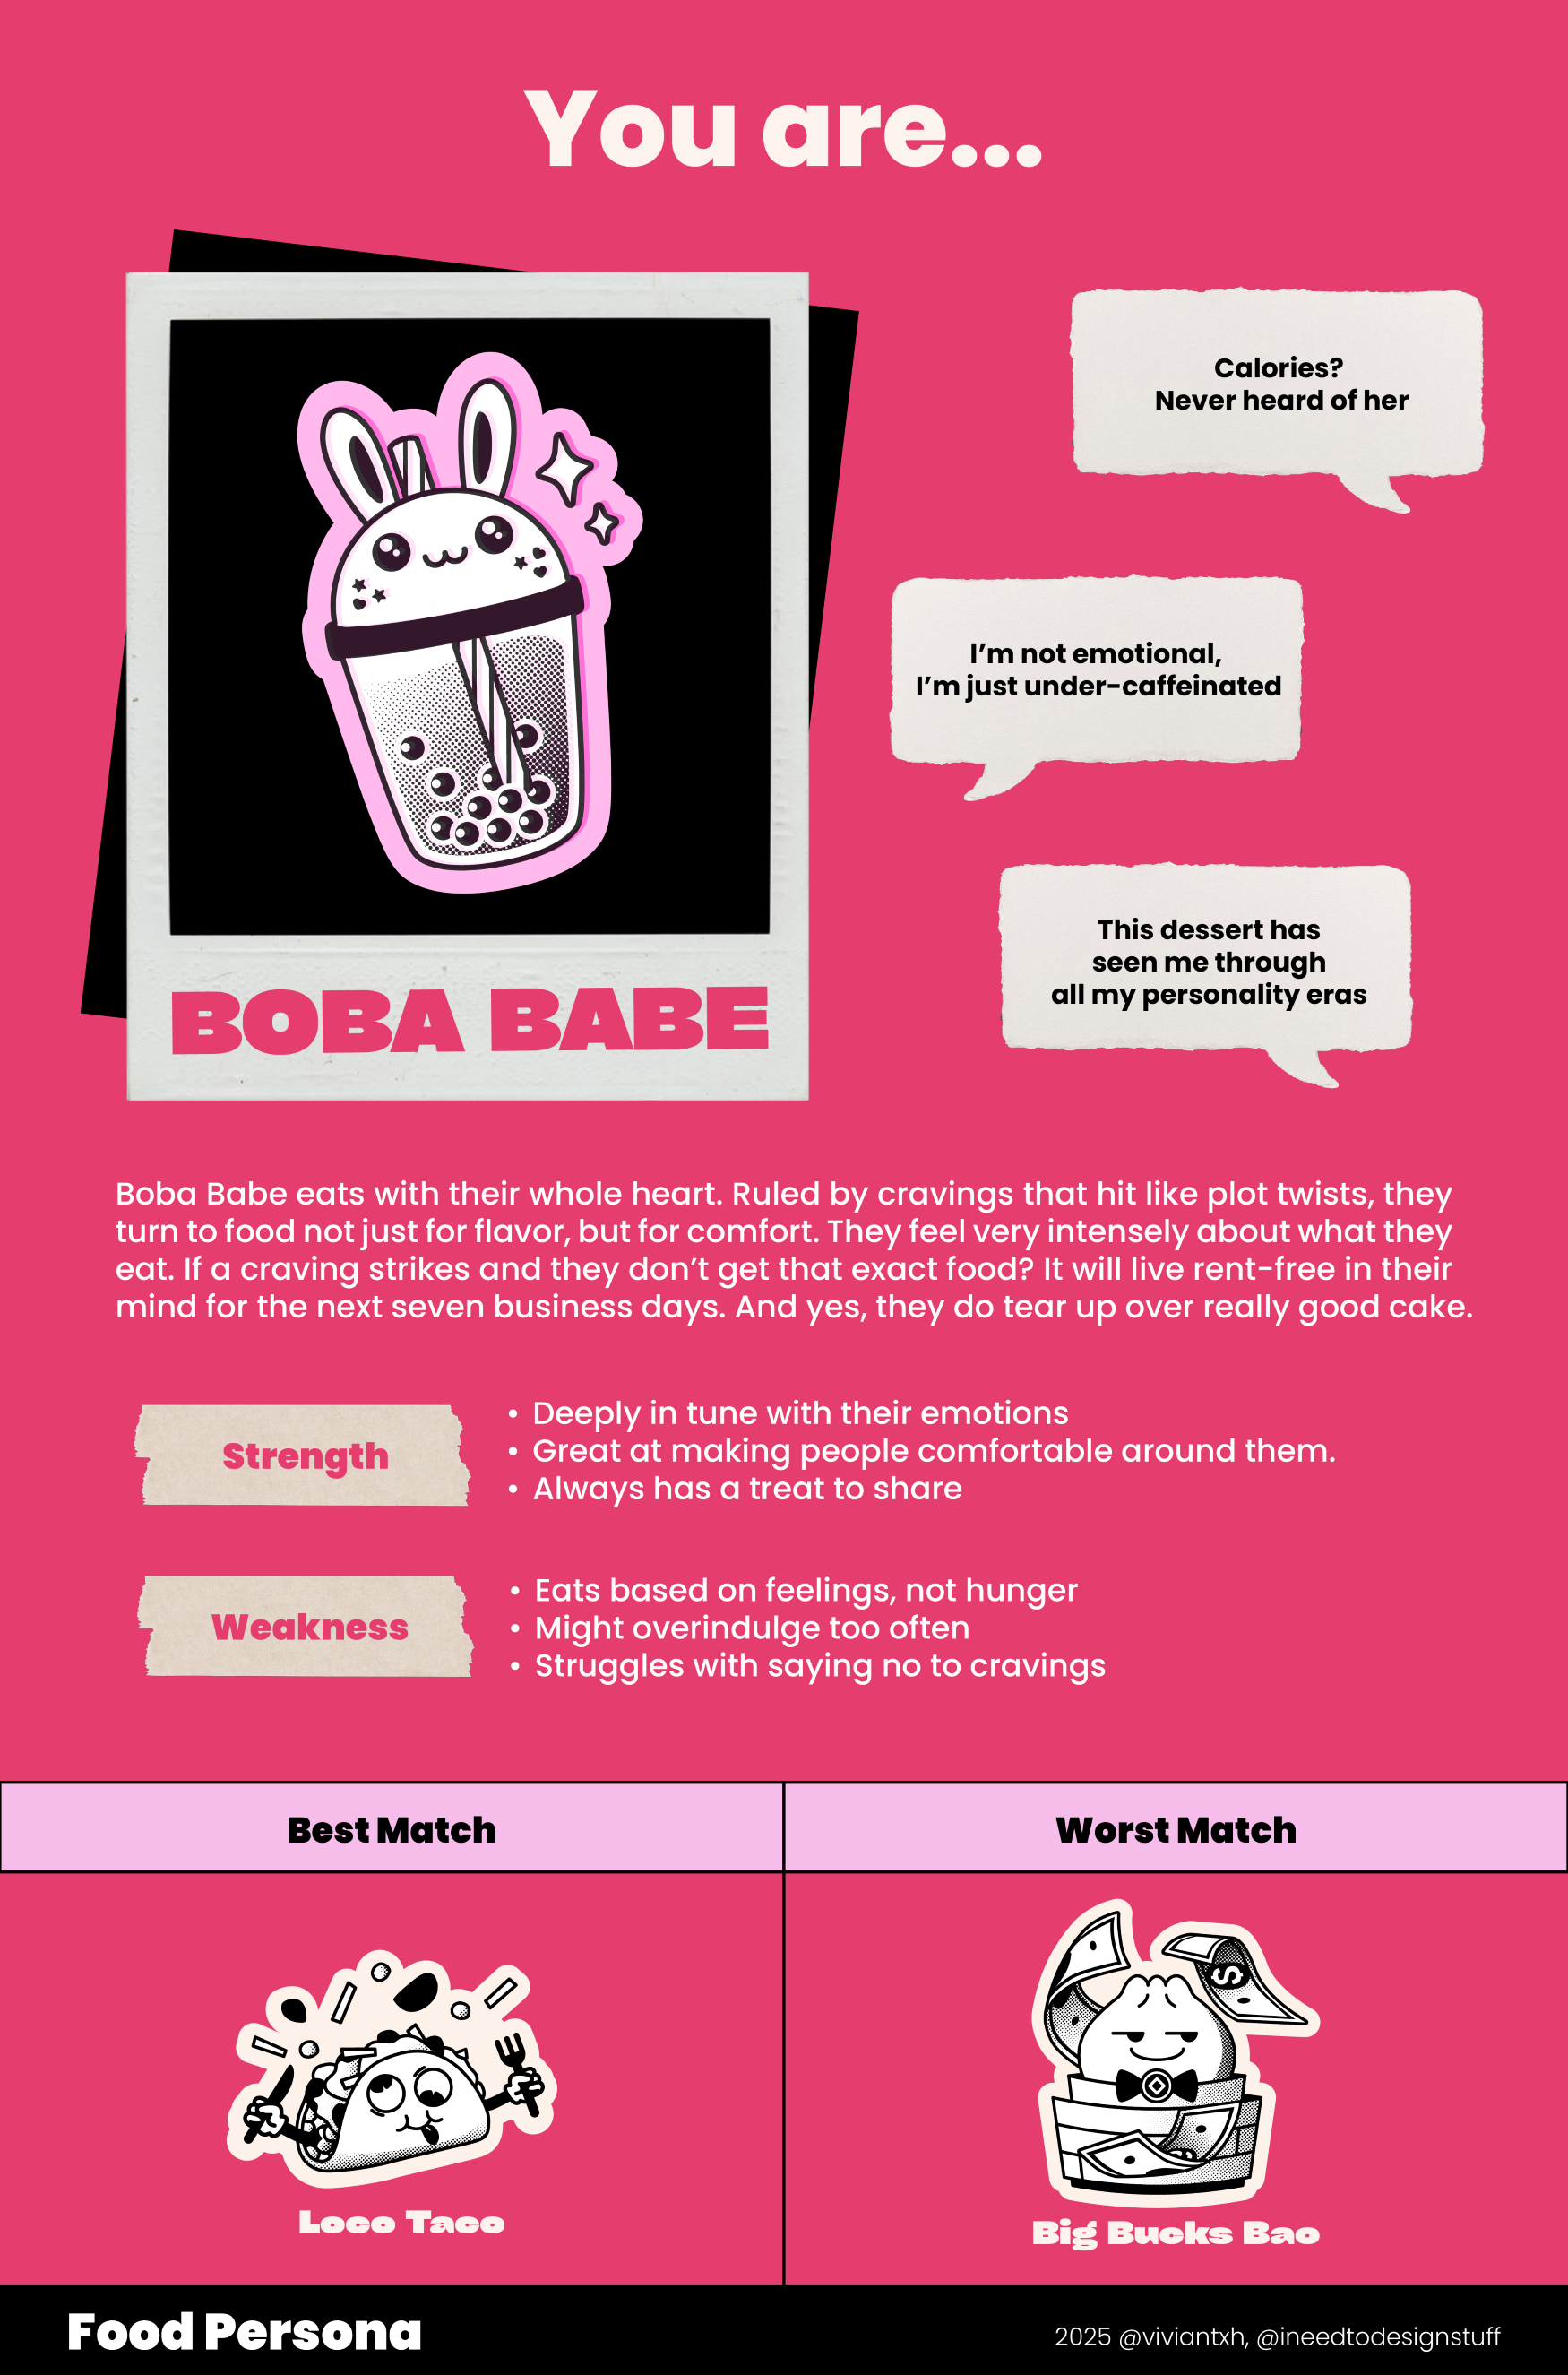 You are...
Calories?
Never heard of her
I'm not emotional,
I'm just under-caffeinated
This dessert has
seen me through
all my personality eras
BOBA BABE
Boba Babe eats with their whole heart. Ruled by cravings that hit like plot twists, they
turn to food not just for flavor, but for comfort. They feel very intensely about what they
eat. If a craving strikes and they don't get that exact food? It will live rent-free in their
mind for the next seven business days. And yes, they do tear up over really good cake.
Strength
• Deeply in tune with their emotions
• Great at making people comfortable around them.
• Always has a treat to share
Weakness
• Eats based on feelings, not hunger
• Might overindulge too often
• Struggles with saying no to cravings
Best Match
Worst Match
$
Loco Taco
Big Bucks Bao
Food Persona
2025 @viviantxh, @ineedtodesignstuff